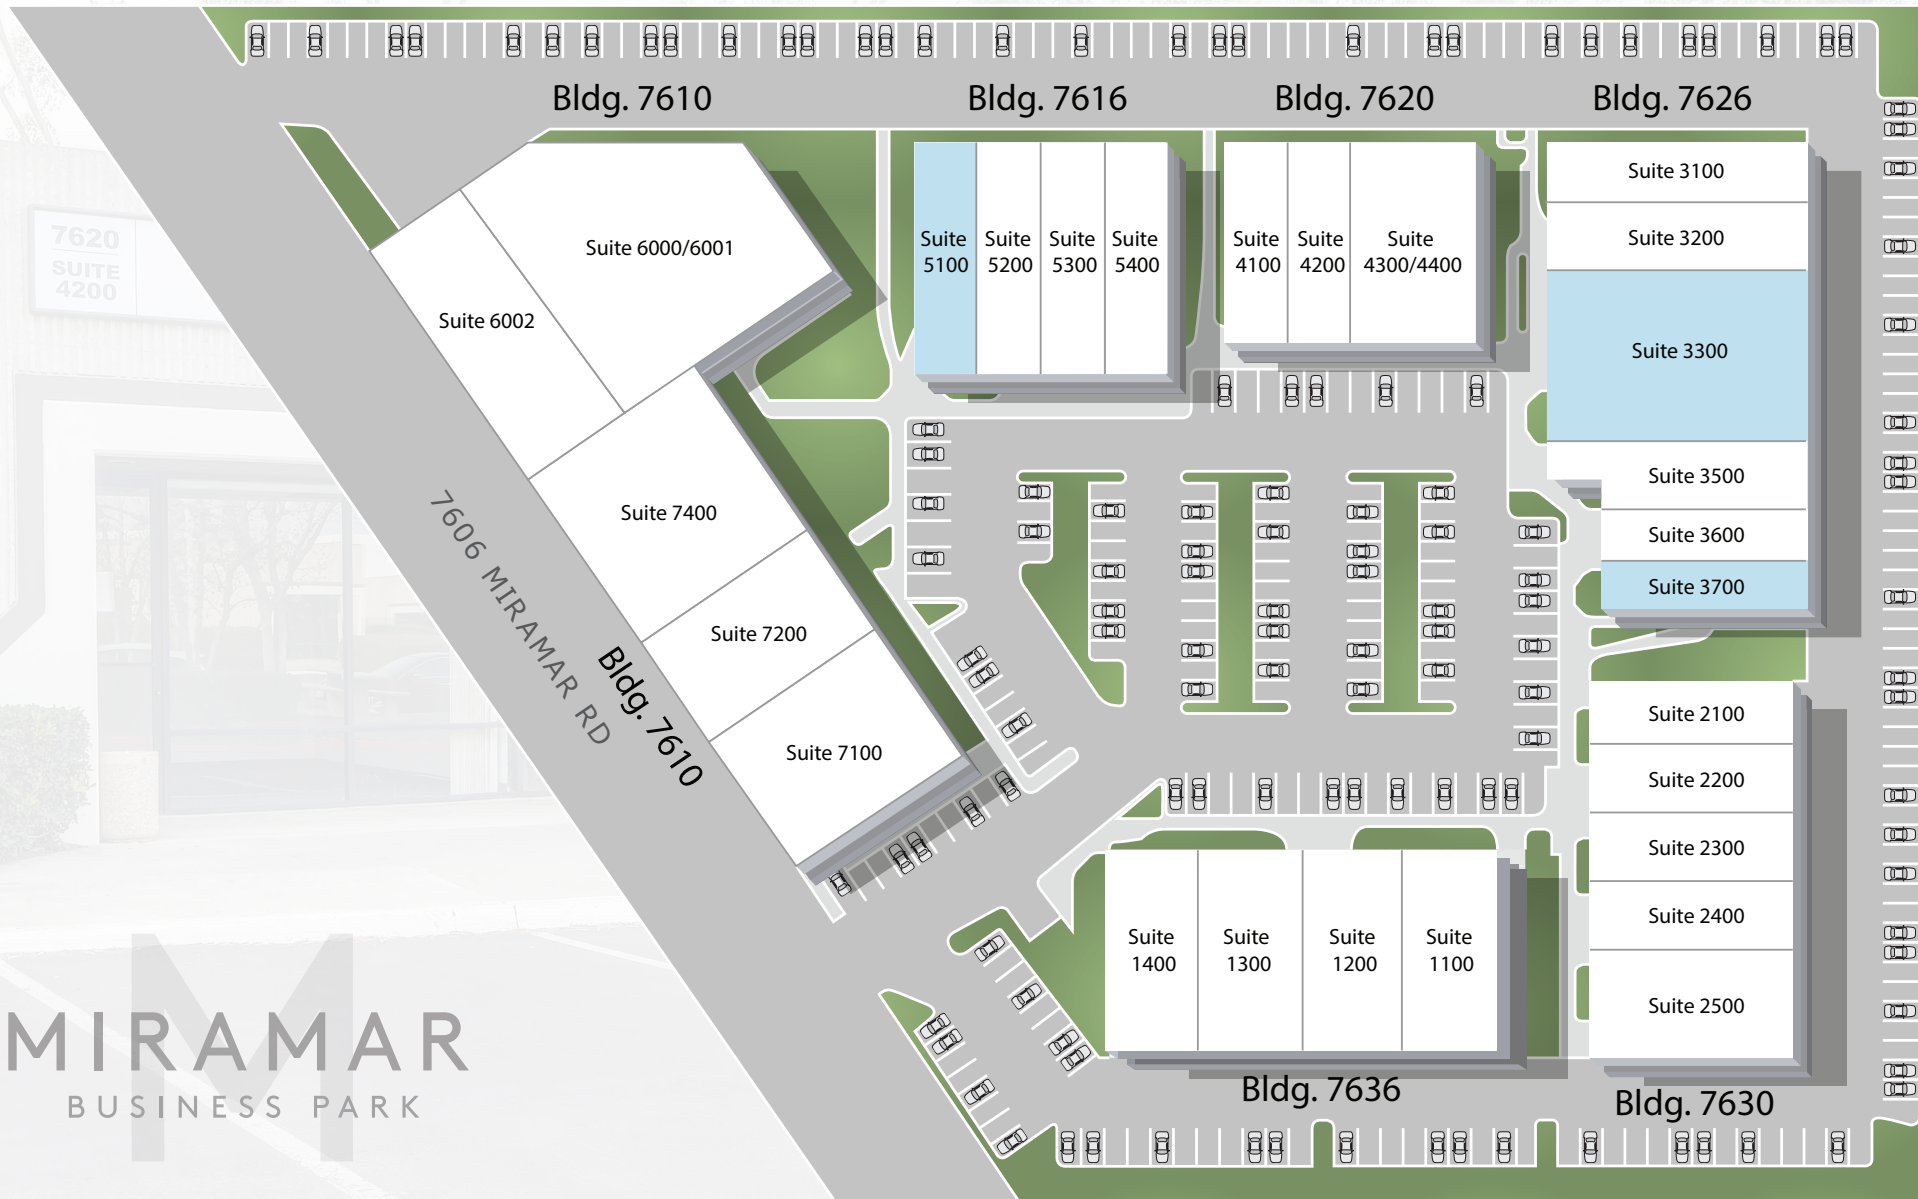 Bldg. 7610
Bldg. 7616
Bldg. 7620
Bldg. 7626
7620
SUITE
4200
Suite 6000/6001
Suite 6002
Suite 7400
Suite 7200
Suite 7100
7606 MIRAMAR RD
Bldg. 7610
Suite
5100
Suite
5200
Suite
5300
Suite
5400
Suite
4100
Suite
4200
Suite
4300/4400
Suite 3100
Suite 3200
Suite 3300
Suite 3500
Suite 3600
Suite 3700
Suite 2100
Suite 2200
Suite 2300
Suite 2400
Suite 2500
Suite
1400
Suite
1300
Suite
1200
Suite
1100
Bldg. 7636
Bldg. 7630
M
MIRAMAR
BUSINESS PARK